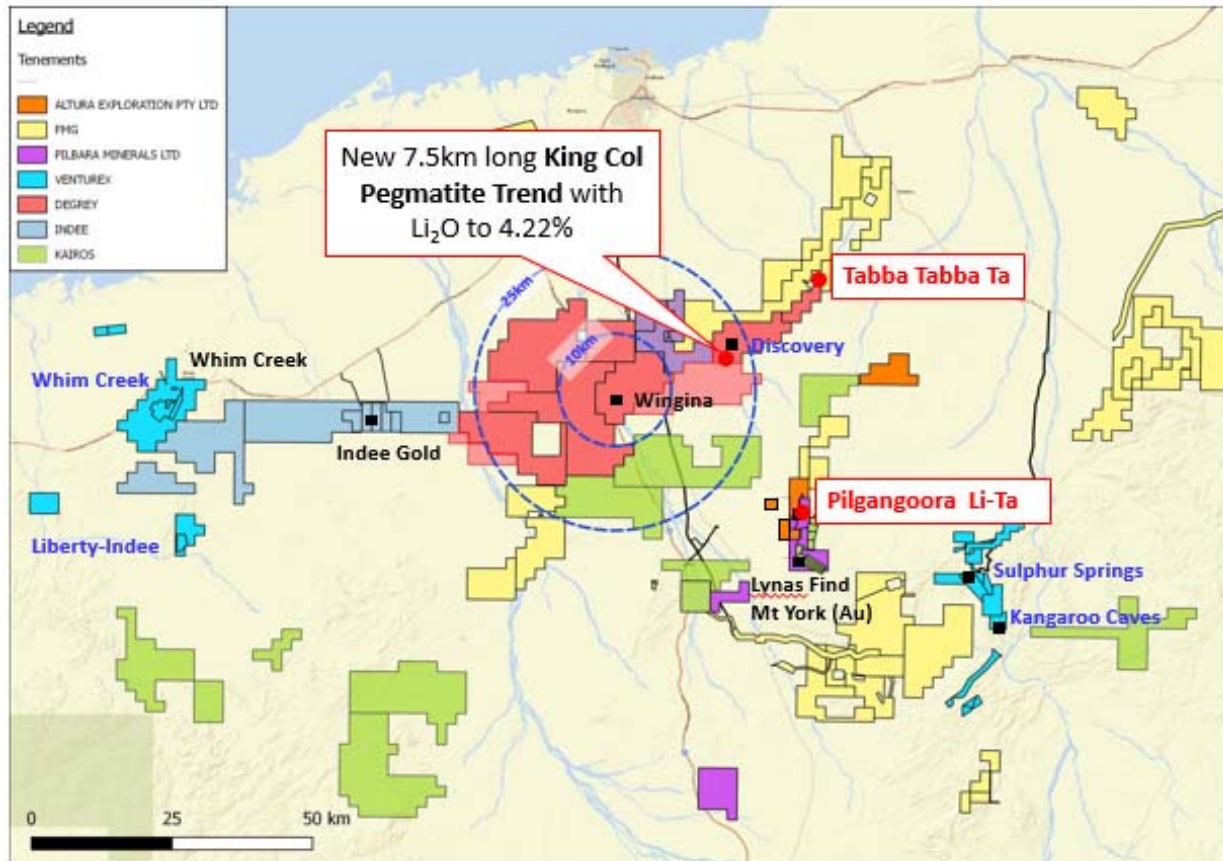 Legend
Tenements
ALTURA EXPLORATION PTY LTD
PMG
PILBARA MINERALS LTD
VENTUREX
DEGREY
INDEE
KAIROS
New 7.5km long King Col
Pegmatite Trend with
Li₂O to 4.22%
Tabba Tabba Ta
25km
10km
Discovery
Whim Creek
Whim Creek
Wingina
Indee Gold
Pilgangoora Li-Ta
Liberty-Indee
Sulphur Springs
Lynas Find
Mt York (Au)
Kangaroo Caves
0 25 50 km